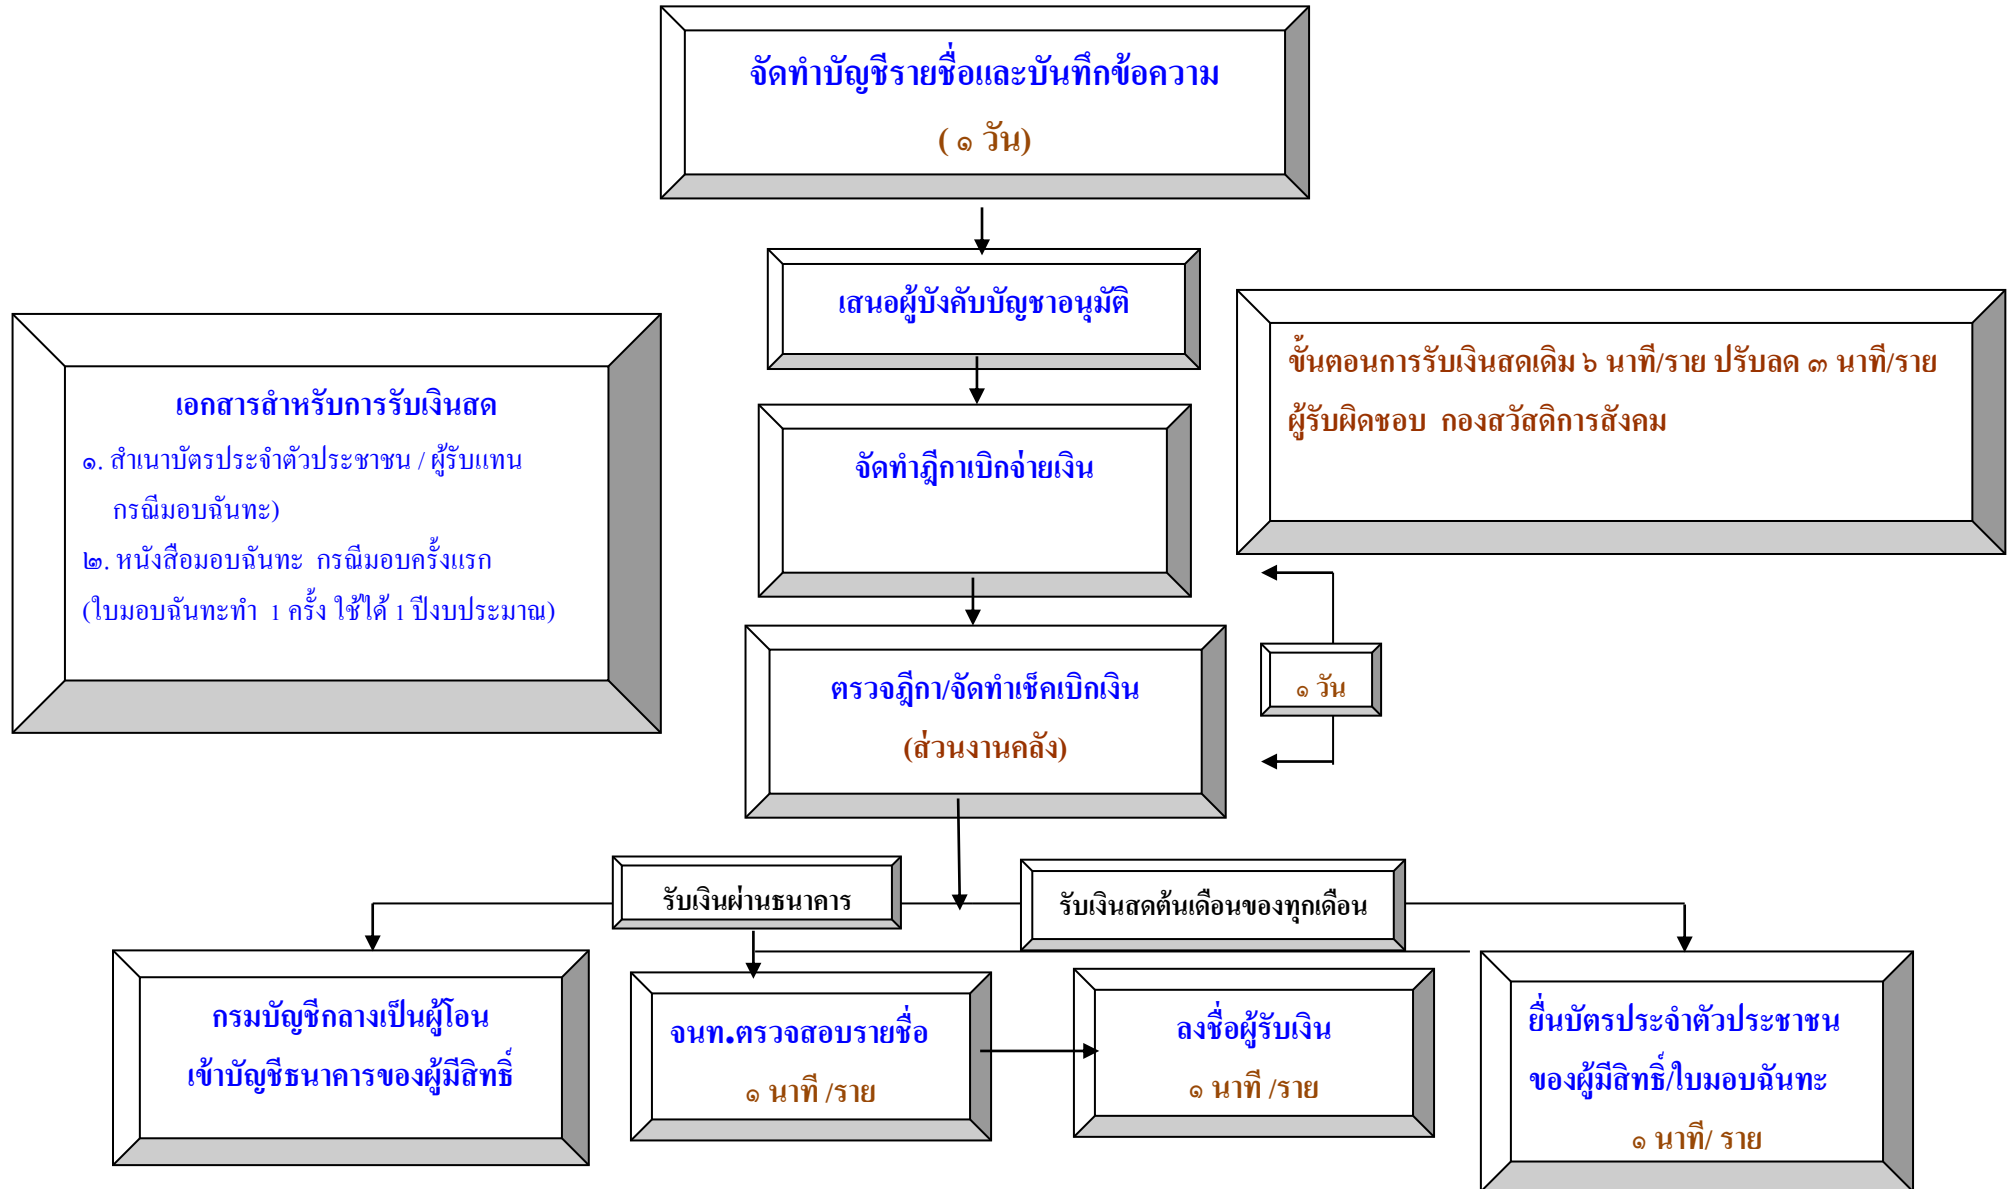 จัดทำบัญชีรายชื่อและบันทึกข้อความ
( ๑ วัน)
เสนอผู้บังคับบัญชาอนุมัติ
เอกสารสำหรับการรับเงินสด
๑. สำเนาบัตรประจำตัวประชาชน / ผู้รับแทน
กรณีมอบฉันทะ)
๒. หนังสือมอบฉันทะ กรณีมอบครั้งแรก
(ใบมอบฉันทะทำ 1 ครั้ง ใช้ได้ 1 ปีงบประมาณ)
ขั้นตอนการรับเงินสดเดิม ๖ นาที/ราย ปรับลด ๓ นาที/ราย
ผู้รับผิดชอบ กองสวัสดิการสังคม
จัดทำฎีกาเบิกจ่ายเงิน
ตรวจฎีกา/จัดทำเช็คเบิกเงิน
(ส่วนงานคลัง)
๑ วัน
รับเงินผ่านธนาคาร
รับเงินสดต้นเดือนของทุกเดือน
กรมบัญชีกลางเป็นผู้โอน
เข้าบัญชีธนาคารของผู้มีสิทธิ์
จนท.ตรวจสอบรายชื่อ
๑ นาที /ราย
ลงชื่อผู้รับเงิน
๑ นาที /ราย
ยื่นบัตรประจำตัวประชาชน
ของผู้มีสิทธิ์/ใบมอบฉันทะ
๑ นาที/ ราย